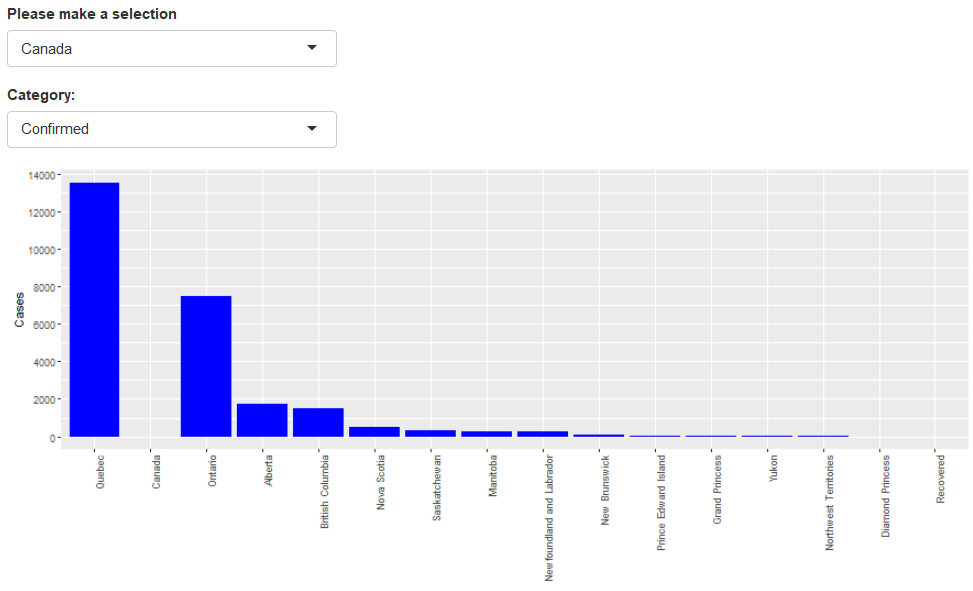 Please make a selection
Canada
Category:
Confirmed
14000
12000
10000
8000
6000
4000
2000
0
Cases
Quebec
Canada
Ontario
Alberta
British Columbia
Nova Scotia
Saskatchewan
Manitoba
Newfoundland and Labrador
New Brunswick
Prince Edward Island
Grand Princess
Yukon
Northwest Territories
Diamond Princess
Recovered